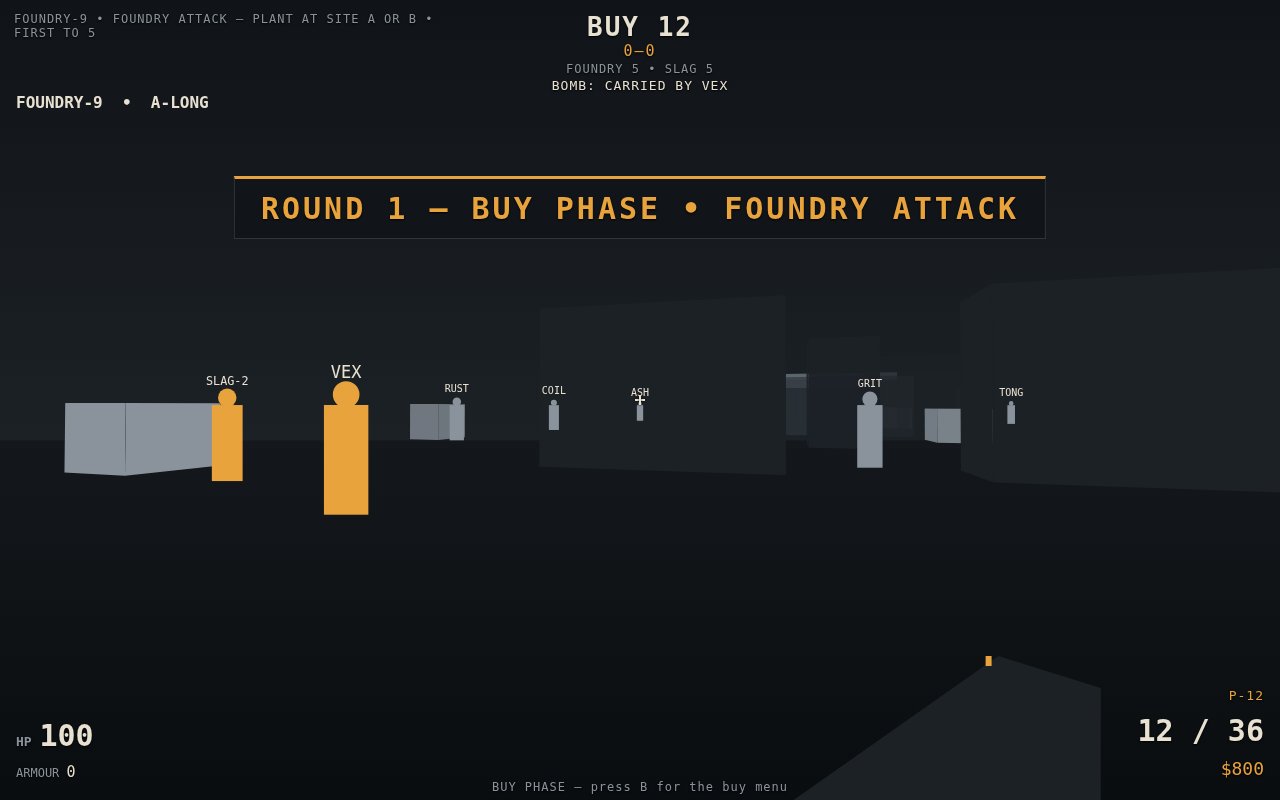 FOUNDRY-9 • FOUNDRY ATTACK — PLANT AT SITE A OR B •
FIRST TO 5
BUY 12
0—0
FOUNDRY 5 • SLAG 5
BOMB: CARRIED BY VEX
FOUNDRY-9 • A-LONG
ROUND 1 — BUY PHASE • FOUNDRY ATTACK
SLAG-2
VEX
RUST
COIL
ASH
GRIT
TONG
P-12
HP 100
12 / 36
ARMOUR 0
$800
BUY PHASE — press B for the buy menu